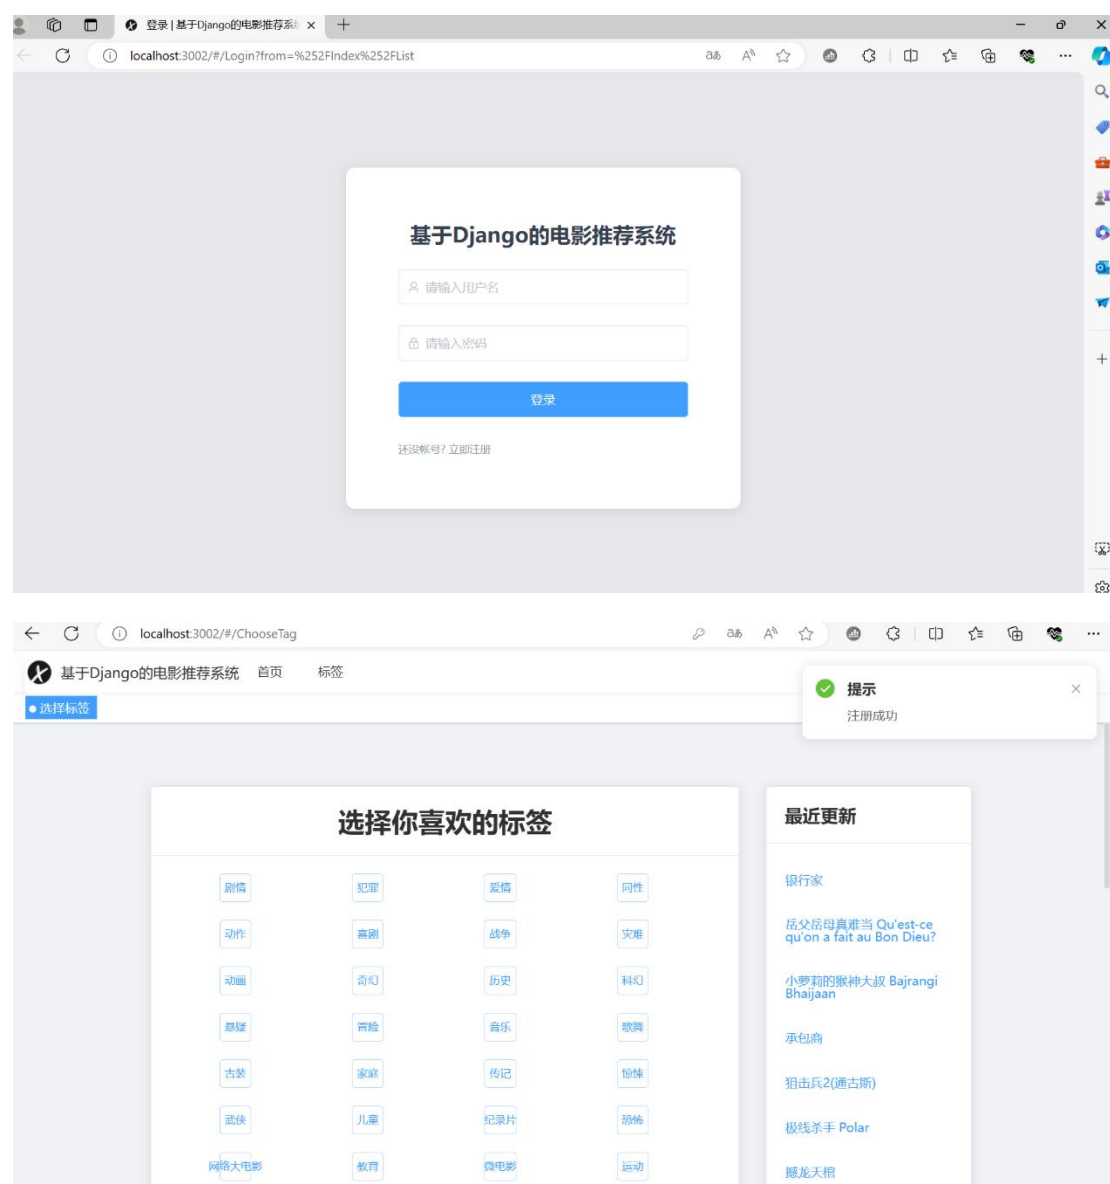 登录 | 基于Django的电影推荐系统
localhost:3002/#/Login?from=%252FIndex%252FList
基于Django的电影推荐系统
请输入用户名
请输入密码
登录
还没帐号? 立即注册
localhost:3002/#/ChooseTag
基于Django的电影推荐系统 首页 标签
提示
选择标签
注册成功
选择你喜欢的标签
剧情 犯罪 爱情 同性
动作 喜剧 战争 灾难
动画 奇幻 历史 科幻
悬疑 冒险 音乐 歌舞
古装 家庭 传记 惊悚
武侠 儿童 纪录片 恐怖
网络大电影 教育 微电影 运动
最近更新
银行家
岳父岳母真难当 Qu'est-ce
qu'on a fait au Bon Dieu?
小萝莉的猴神大叔 Bajrangi
Bhaijaan
承包商
狙击兵2(通古斯)
极线杀手 Polar
撼龙天棺